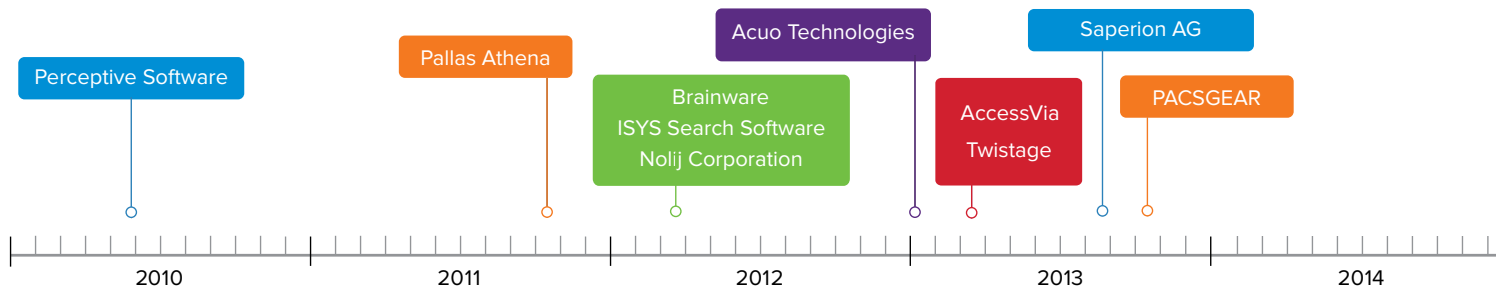 Perceptive Software
Pallas Athena
Brainware
ISYS Search Software
Nolij Corporation
Acuo Technologies
AccessVia
Twistage
Saperion AG
PACSGEAR
2010
2011
2012
2013
2014